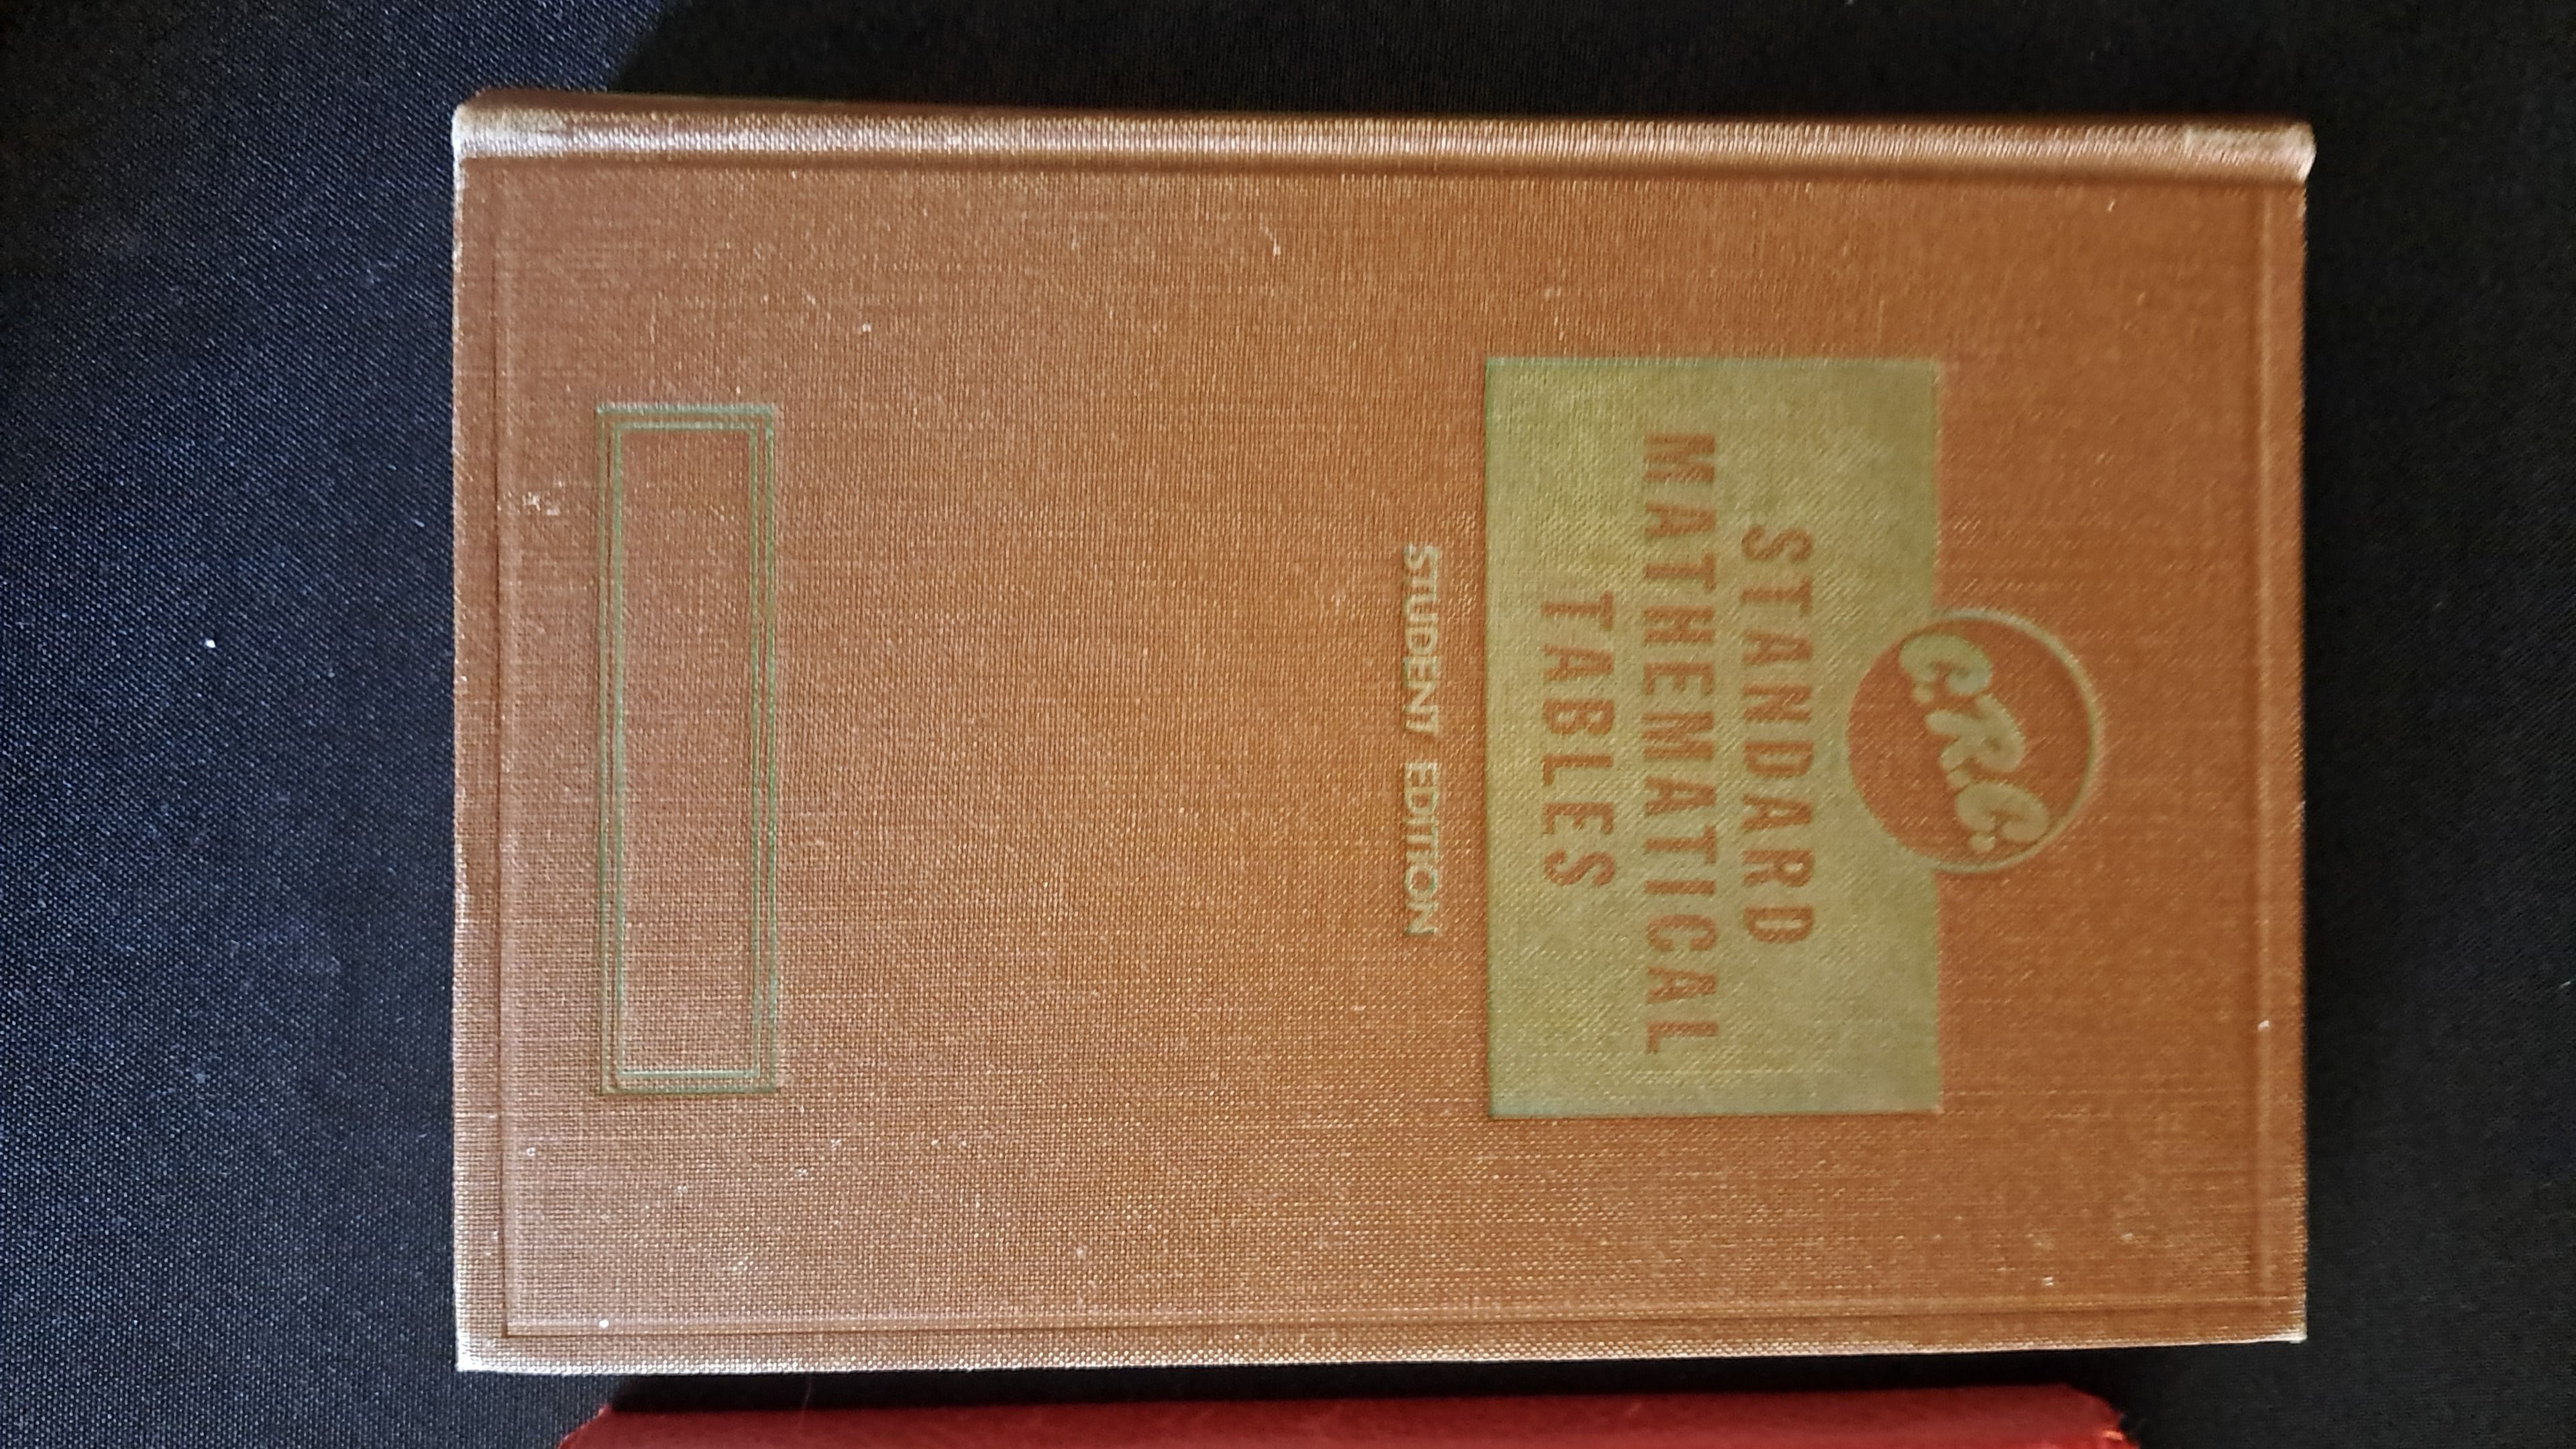 C.R.C.
STANDARD
MATHEMATICAL
TABLES
STUDENT EDITION